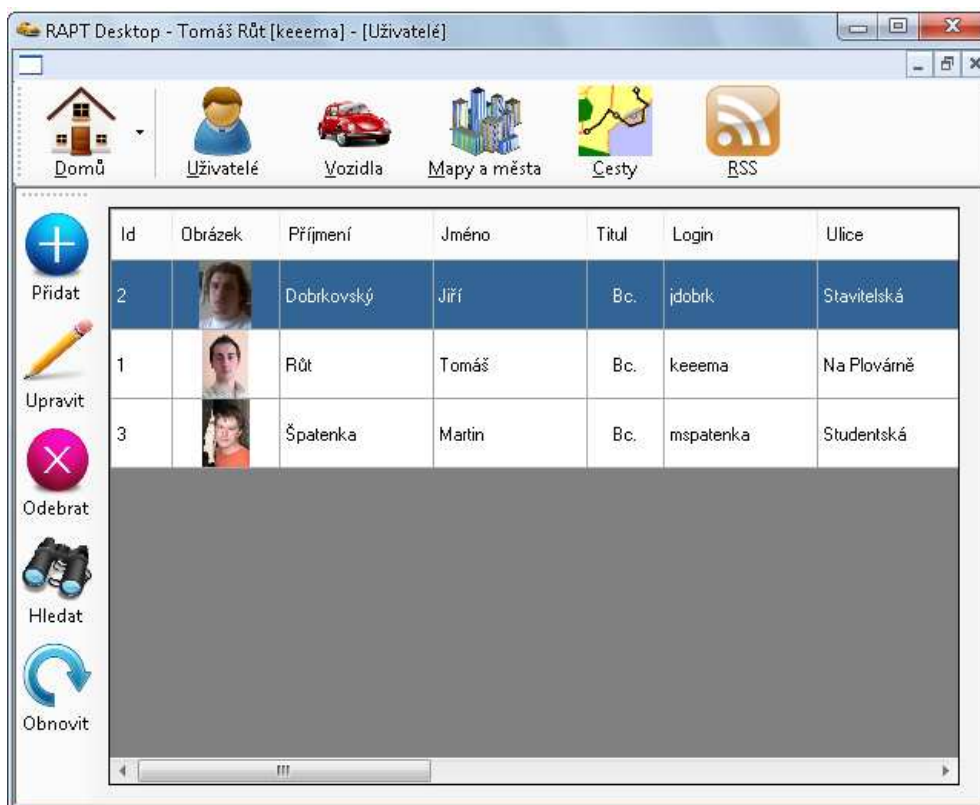 RAPT Desktop - Tomáš Růt [keeema] - [Uživatelé]
Domů Uživatelé Vozidla Mapy a města Cesty RSS
Přidat
Upravit
Odebrat
Hledat
Obnovit
Id Obrázek Příjmení Jméno Titul Login Ulice
2 Dobrkovský Jiří Bc. jdobrk Stavitelská
1 Růt Tomáš Bc. keeema Na Plovárně
3 Špatenka Martin Bc. mspatenka Studentská